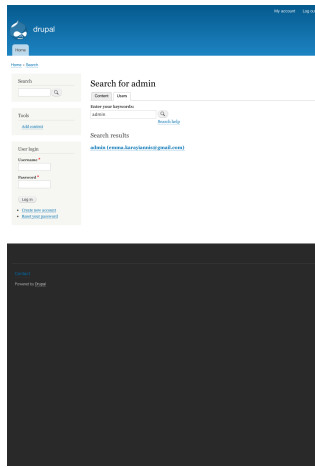 My account Log out
drupal
Home
Home » Search
Search
Tools
Add content
User login
Username *
Password *
Log in
Create new account
Reset your password
Search for admin
Content Users
Enter your keywords:
admin
Search help
Search results
admin (emma.karayiannis@gmail.com)
Contact
Powered by Drupal